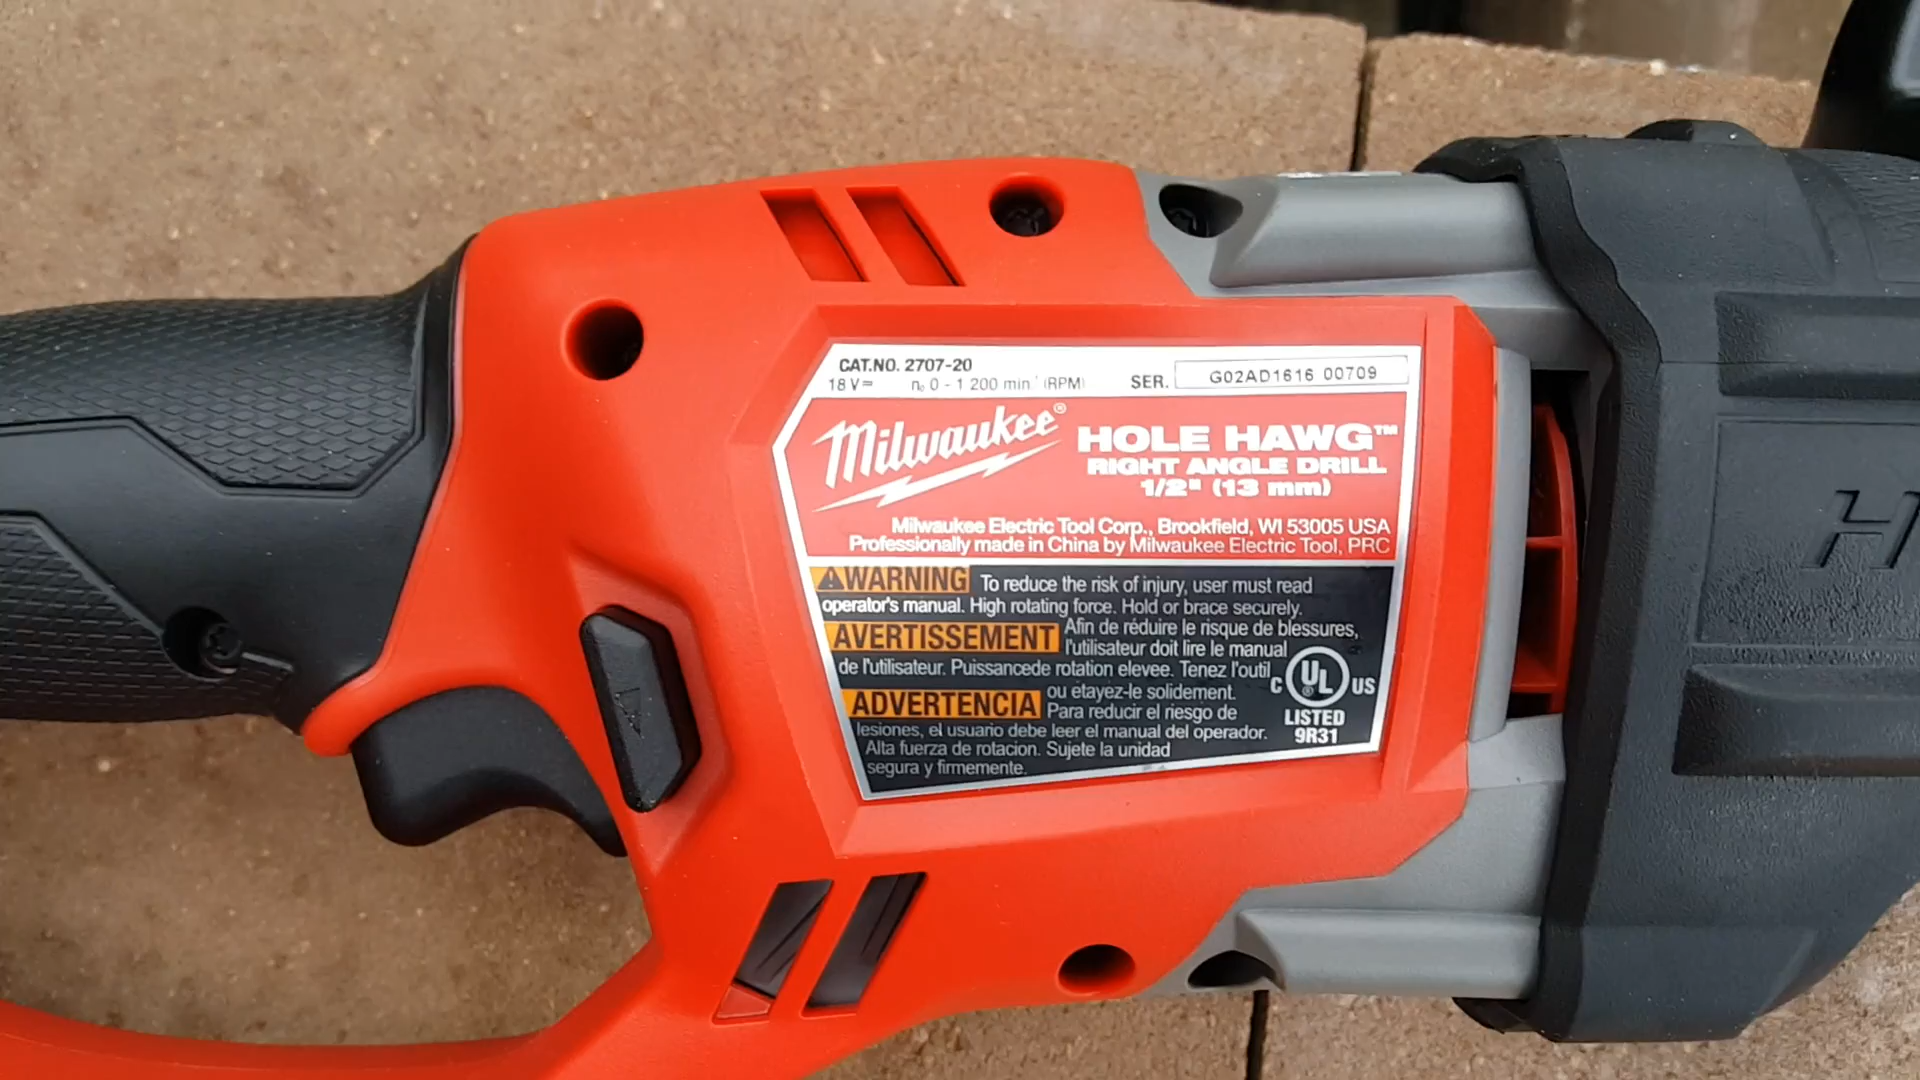 CAT.NO. 2707-20
18 V⎓ n₀ 0 - 1 200 min⁻¹ (RPM)
SER. G02AD1616 00709
Milwaukee®
HOLE HAWG™
RIGHT ANGLE DRILL
1/2" (13 mm)
Milwaukee Electric Tool Corp., Brookfield, WI 53005 USA
Professionally made in China by Milwaukee Electric Tool, PRC
⚠WARNING To reduce the risk of injury, user must read
operator's manual. High rotating force. Hold or brace securely.
AVERTISSEMENT Afin de réduire le risque de blessures,
l'utilisateur doit lire le manual
de l'utilisateur. Puissancede rotation elevee. Tenez l'outil
ou étayez-le solidement.
ADVERTENCIA Para reducir el riesgo de
lesiones, el usuario debe leer el manual del operador.
Alta fuerza de rotacion. Sujete la unidad
segura y firmemente.
C UL® US
LISTED
9R31
H